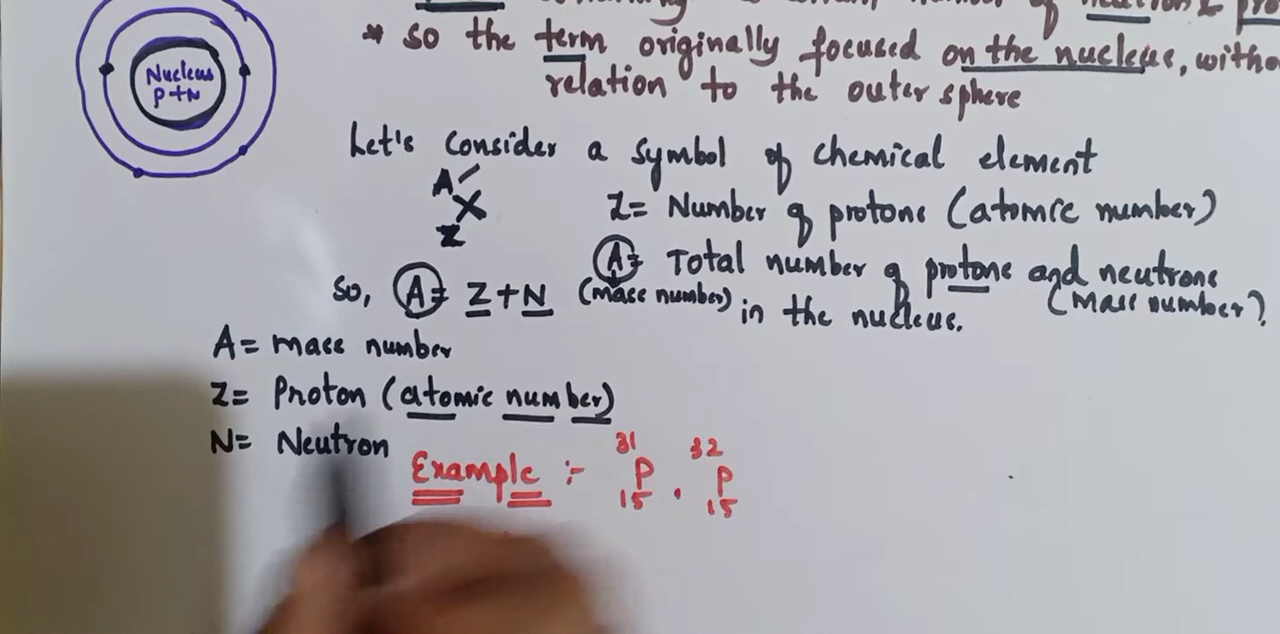 of
* so the term originally focused on the nucleus, witho
relation to the outer sphere
Nucleus
P+N
Let's consider a symbol of chemical element
A
X
Z
Z= Number of protons (atomic number)
A= Total number of protons and neutrons
(mass number) in the nucleus. (Mass number).
So, A= Z+N
A= mass number
Z= Proton (atomic number)
N= Neutron
Example :- 31 P 15 . 32 P 15